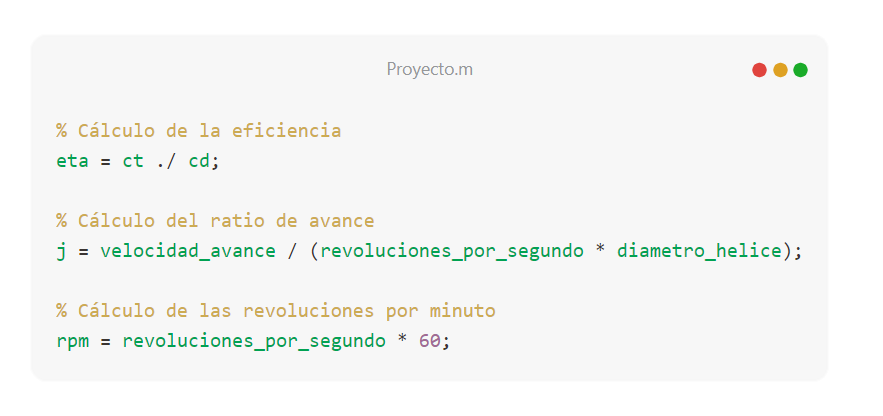 Proyecto.m
% Cálculo de la eficiencia
eta = ct ./ cd;
% Cálculo del ratio de avance
j = velocidad_avance / (revoluciones_por_segundo * diametro_helice);
% Cálculo de las revoluciones por minuto
rpm = revoluciones_por_segundo * 60;